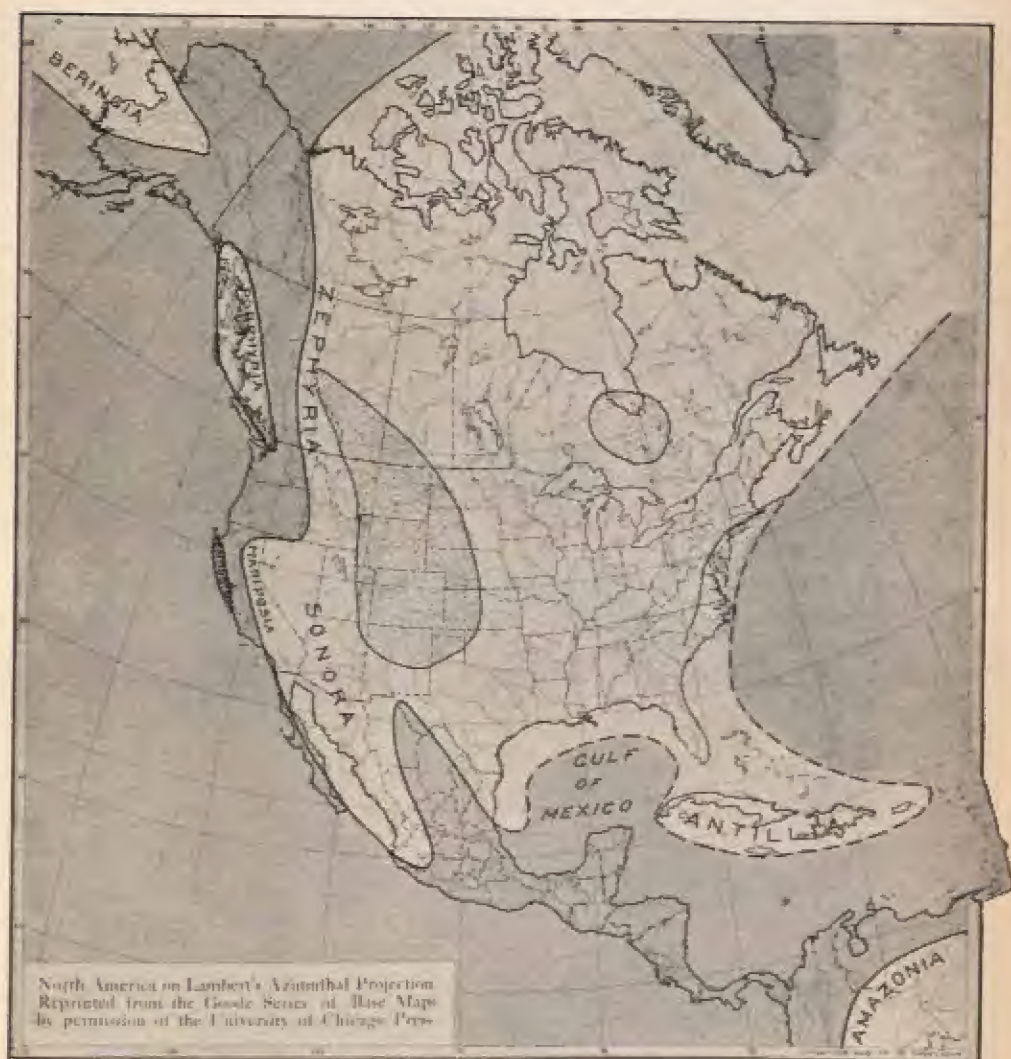 BERINGIA
ZEPHYRIA
MARIPOSIA
SONORA
GULF
OF
MEXICO
ANTILLIA
AMAZONIA
North America on Lambert's Azimuthal Projection
Reprinted from the Goode Series of Base Maps
by permission of the University of Chicago Press